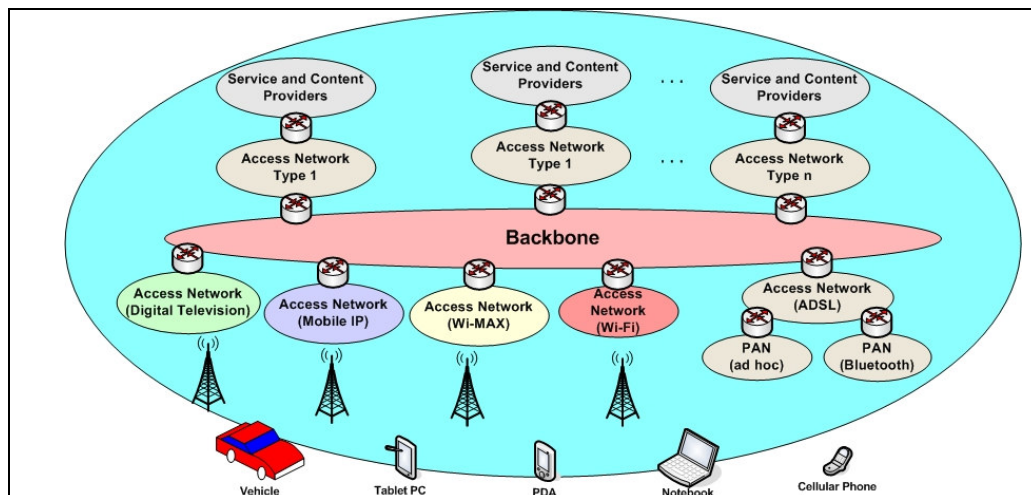 Service and Content
Providers
Service and Content
Providers
. . .
Service and Content
Providers
Access Network
Type 1
Access Network
Type 1
. . .
Access Network
Type n
Backbone
Access Network
(Digital Television)
Access Network
(Mobile IP)
Access Network
(Wi-MAX)
Access
Network
(Wi-Fi)
Access Network
(ADSL)
PAN
(ad hoc)
PAN
(Bluetooth)
Vehicle
Tablet PC
PDA
Notebook
Cellular Phone